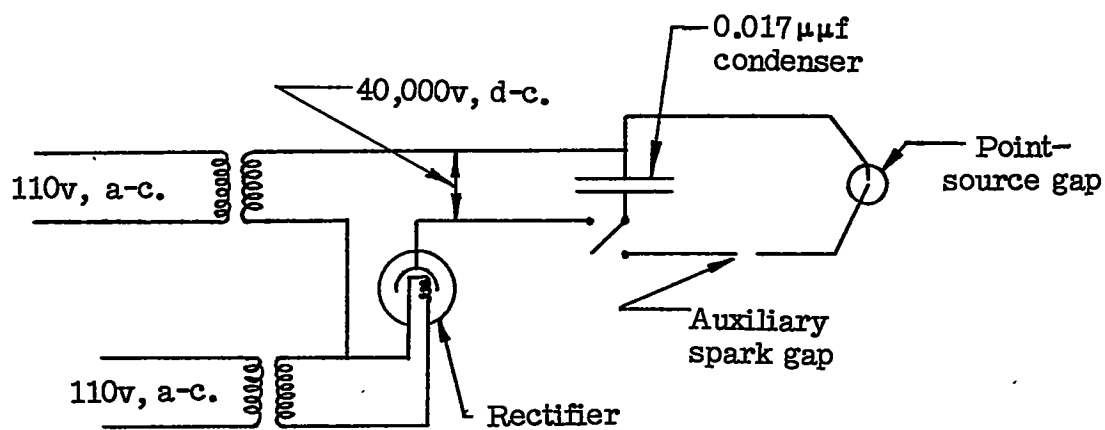 0.017μμf
condenser
40,000v, d-c.
110v, a-c.
Point-
source gap
Auxiliary
spark gap
110v, a-c.
Rectifier